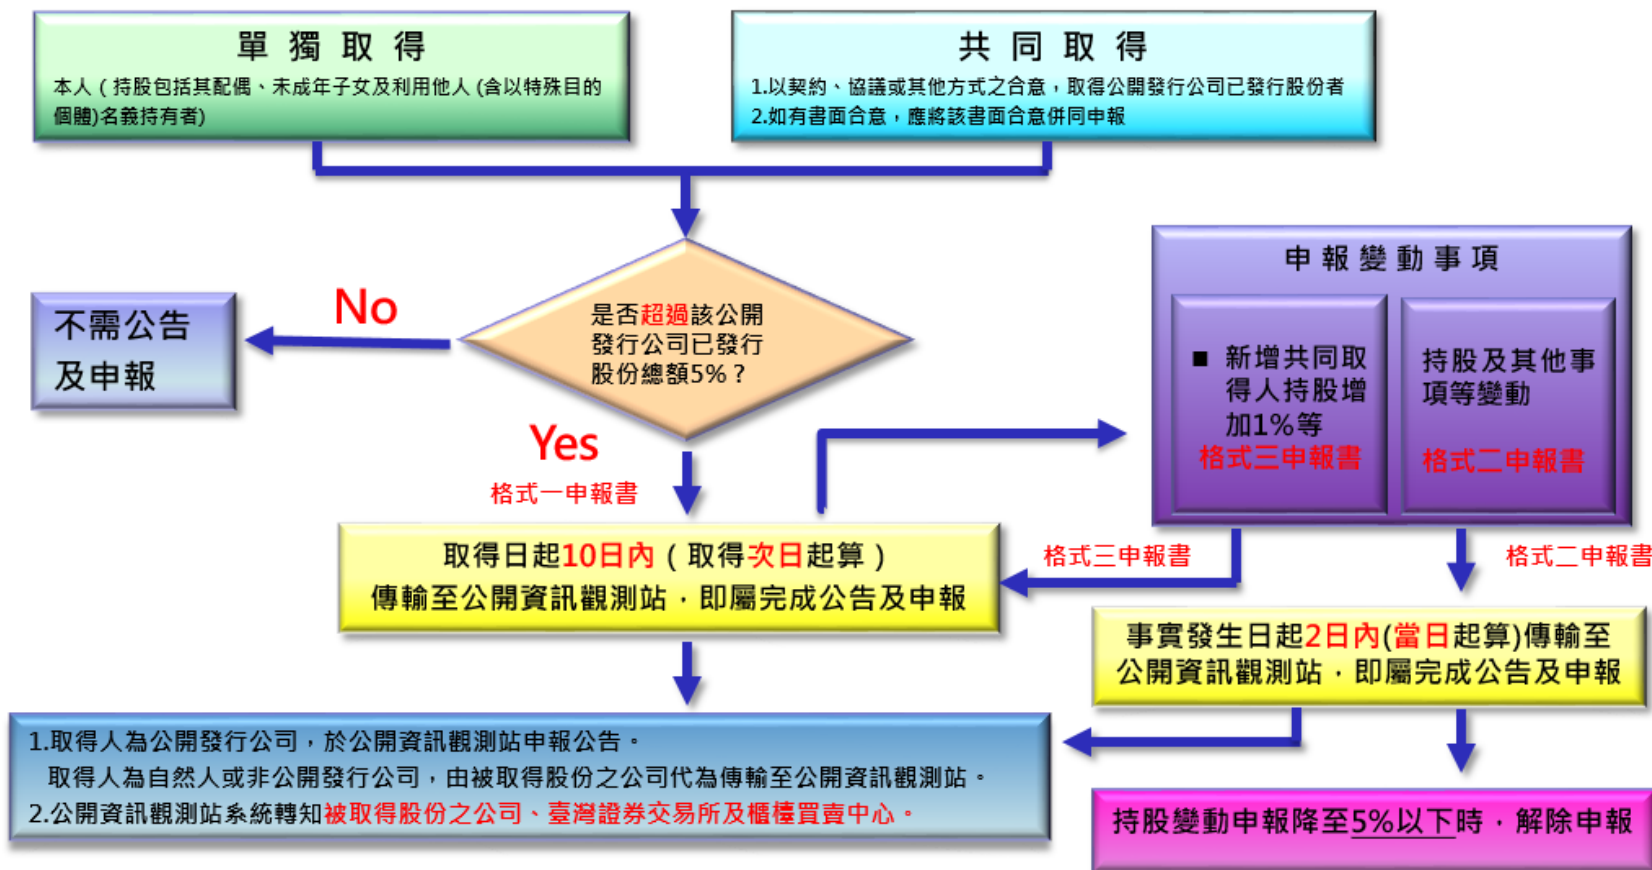 單獨取得
本人（持股包括其配偶、未成年子女及利用他人 (含以特殊目的
個體)名義持有者)
共同取得
1.以契約、協議或其他方式之合意，取得公開發行公司已發行股份者
2.如有書面合意，應將該書面合意併同申報
是否超過該公開
發行公司已發行
股份總額5%？
No
不需公告
及申報
Yes
格式一申報書
申報變動事項
■ 新增共同取
得人持股增
加1%等
格式三申報書
持股及其他事
項等變動
格式二申報書
取得日起10日內（取得次日起算）
傳輸至公開資訊觀測站，即屬完成公告及申報
格式三申報書
格式二申報書
事實發生日起2日內(當日起算)傳輸至
公開資訊觀測站，即屬完成公告及申報
1.取得人為公開發行公司，於公開資訊觀測站申報公告。
取得人為自然人或非公開發行公司，由被取得股份之公司代為傳輸至公開資訊觀測站。
2.公開資訊觀測站系統轉知被取得股份之公司、臺灣證券交易所及櫃檯買賣中心。
持股變動申報降至5%以下時，解除申報